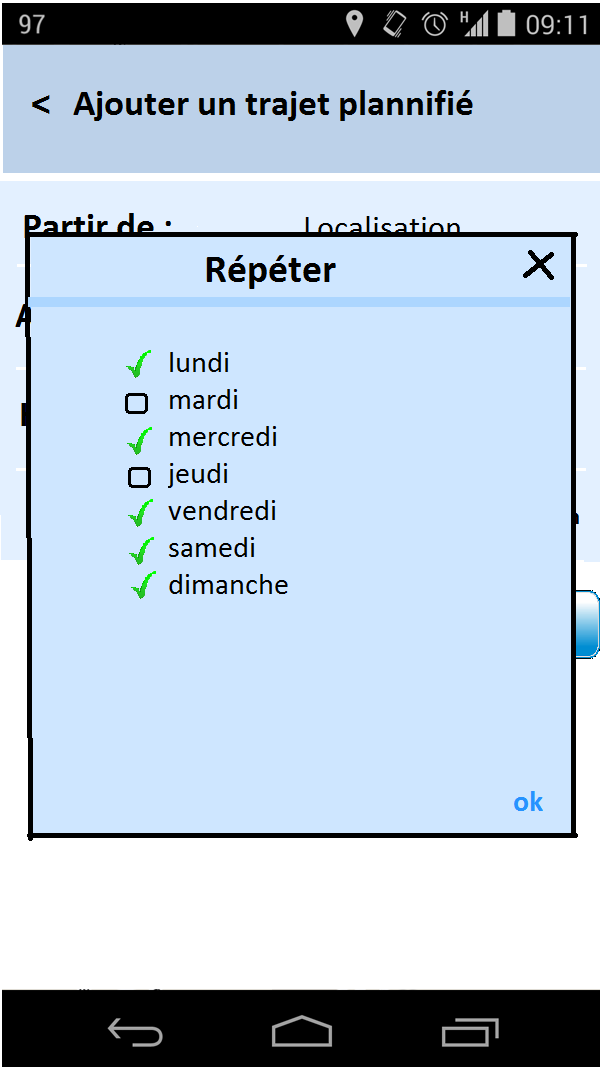 97 H 09:11
< Ajouter un trajet plannifié
Partir de : Localisation
Répéter
lundi
mardi
mercredi
jeudi
vendredi
samedi
dimanche
ok